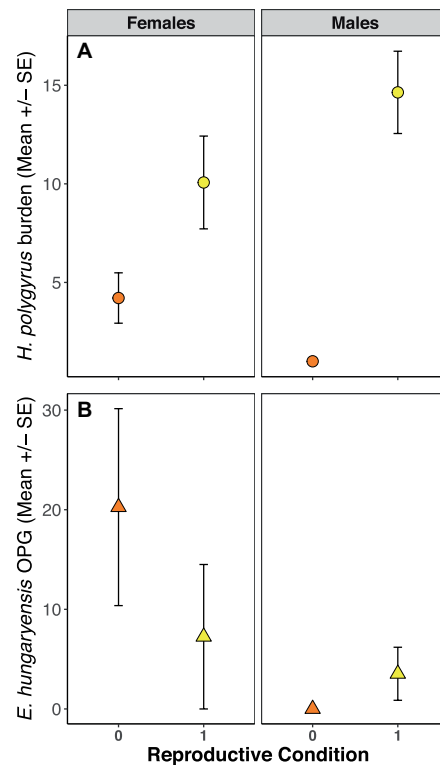 Females Males
A
H. polygyrus burden (Mean +/− SE)
15
10
5
B
E. hungaryensis OPG (Mean +/− SE)
30
20
10
0
0 1 0 1
Reproductive Condition